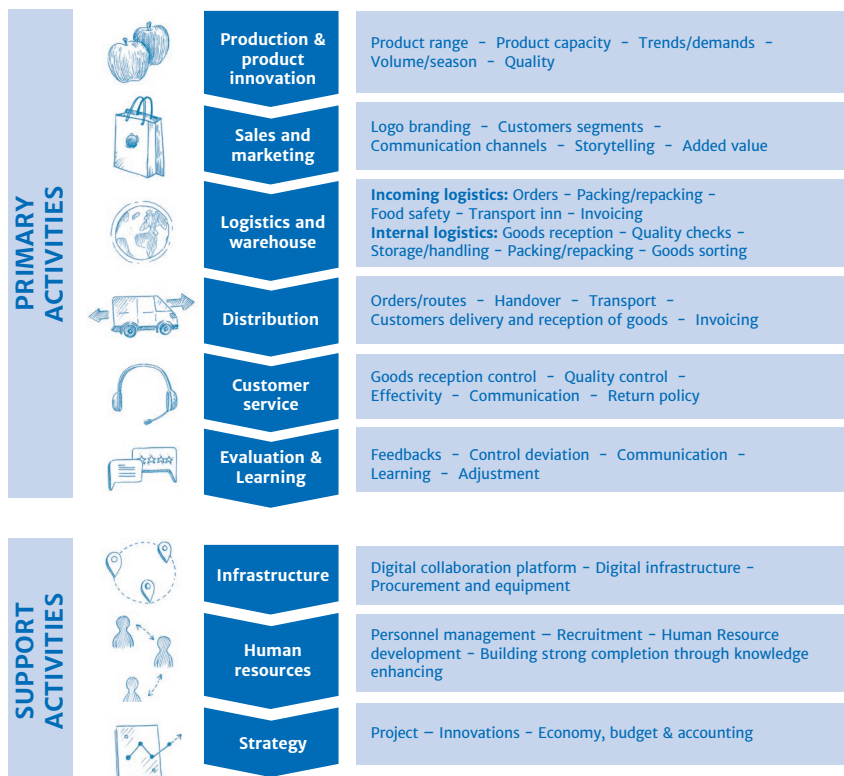 PRIMARY
ACTIVITIES
Production &
product
innovation
Product range - Product capacity - Trends/demands -
Volume/season - Quality
Sales and
marketing
Logo branding - Customers segments -
Communication channels - Storytelling - Added value
Logistics and
warehouse
Incoming logistics: Orders - Packing/repacking -
Food safety - Transport inn - Invoicing
Internal logistics: Goods reception - Quality checks -
Storage/handling - Packing/repacking - Goods sorting
Distribution
Orders/routes - Handover - Transport -
Customers delivery and reception of goods - Invoicing
Customer
service
Goods reception control - Quality control -
Effectivity - Communication - Return policy
Evaluation &
Learning
Feedbacks - Control deviation - Communication -
Learning - Adjustment
SUPPORT
ACTIVITIES
Infrastructure
Digital collaboration platform - Digital infrastructure -
Procurement and equipment
Human
resources
Personnel management – Recruitment - Human Resource
development - Building strong completion through knowledge
enhancing
Strategy
Project – Innovations - Economy, budget & accounting